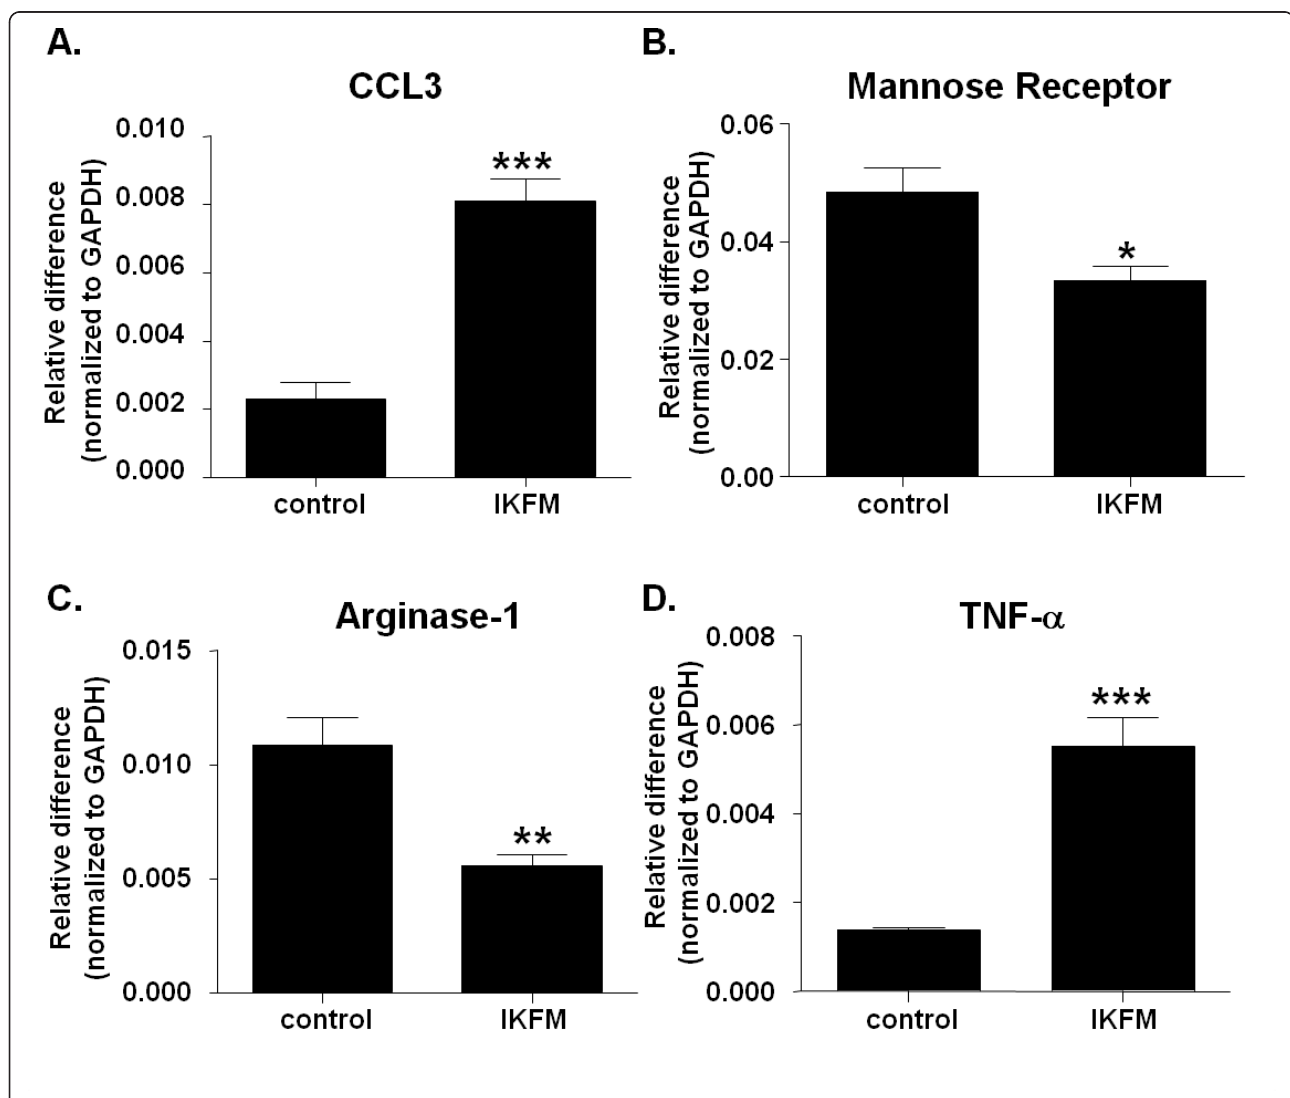 A.
CCL3
Relative difference
(normalized to GAPDH)
0.010
0.008
0.006
0.004
0.002
0.000
***
control
IKFM
B.
Mannose Receptor
Relative difference
(normalized to GAPDH)
0.06
0.04
0.02
0.00
*
control
IKFM
C.
Arginase-1
Relative difference
(normalized to GAPDH)
0.015
0.010
0.005
0.000
**
control
IKFM
D.
TNF-α
Relative difference
(normalized to GAPDH)
0.008
0.006
0.004
0.002
0.000
***
control
IKFM